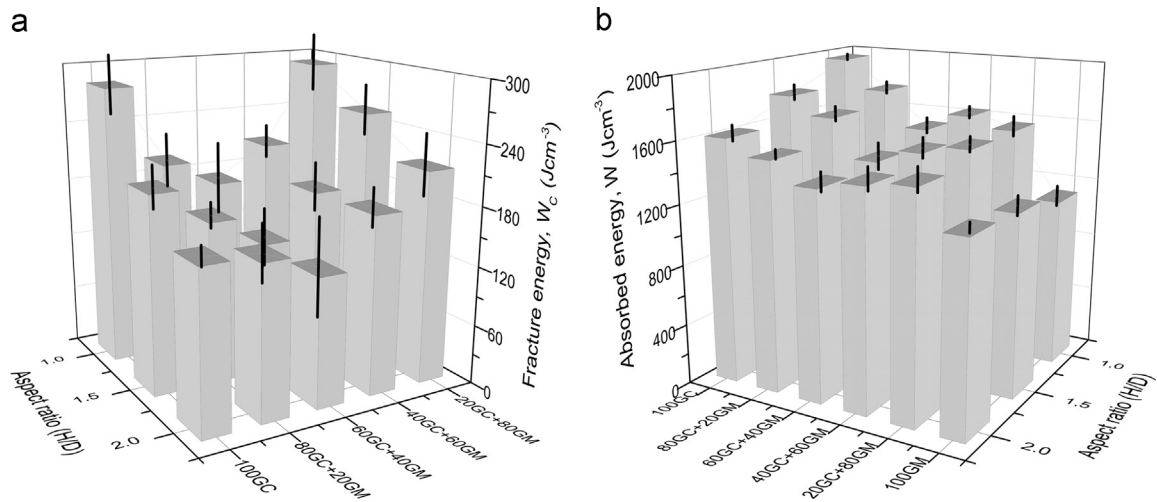 a
300
240
180
120
60
0
Fracture energy, W_C (Jcm⁻³)
1.0
1.5
2.0
Aspect ratio (H/D)
100GC
80GC+20GM
60GC+40GM
40GC+60GM
20GC+80GM
b
2000
1600
1200
800
400
0
Absorbed energy, W (Jcm⁻³)
100GC
80GC+20GM
60GC+40GM
40GC+60GM
20GC+80GM
100GM
1.0
1.5
2.0
Aspect ratio (H/D)